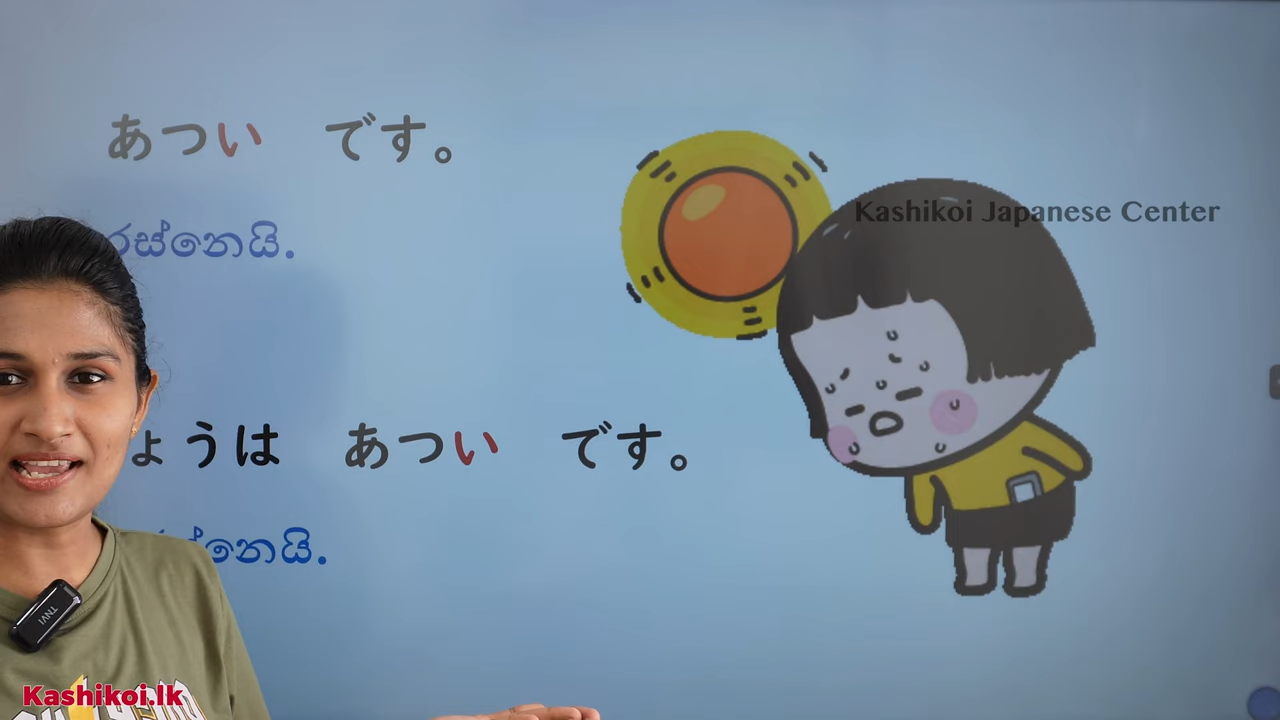 あつい です。
රස්නෙයි.
Kashikoi Japanese Center
ょうは あつい です。
TNVI
Kashikoi.lk